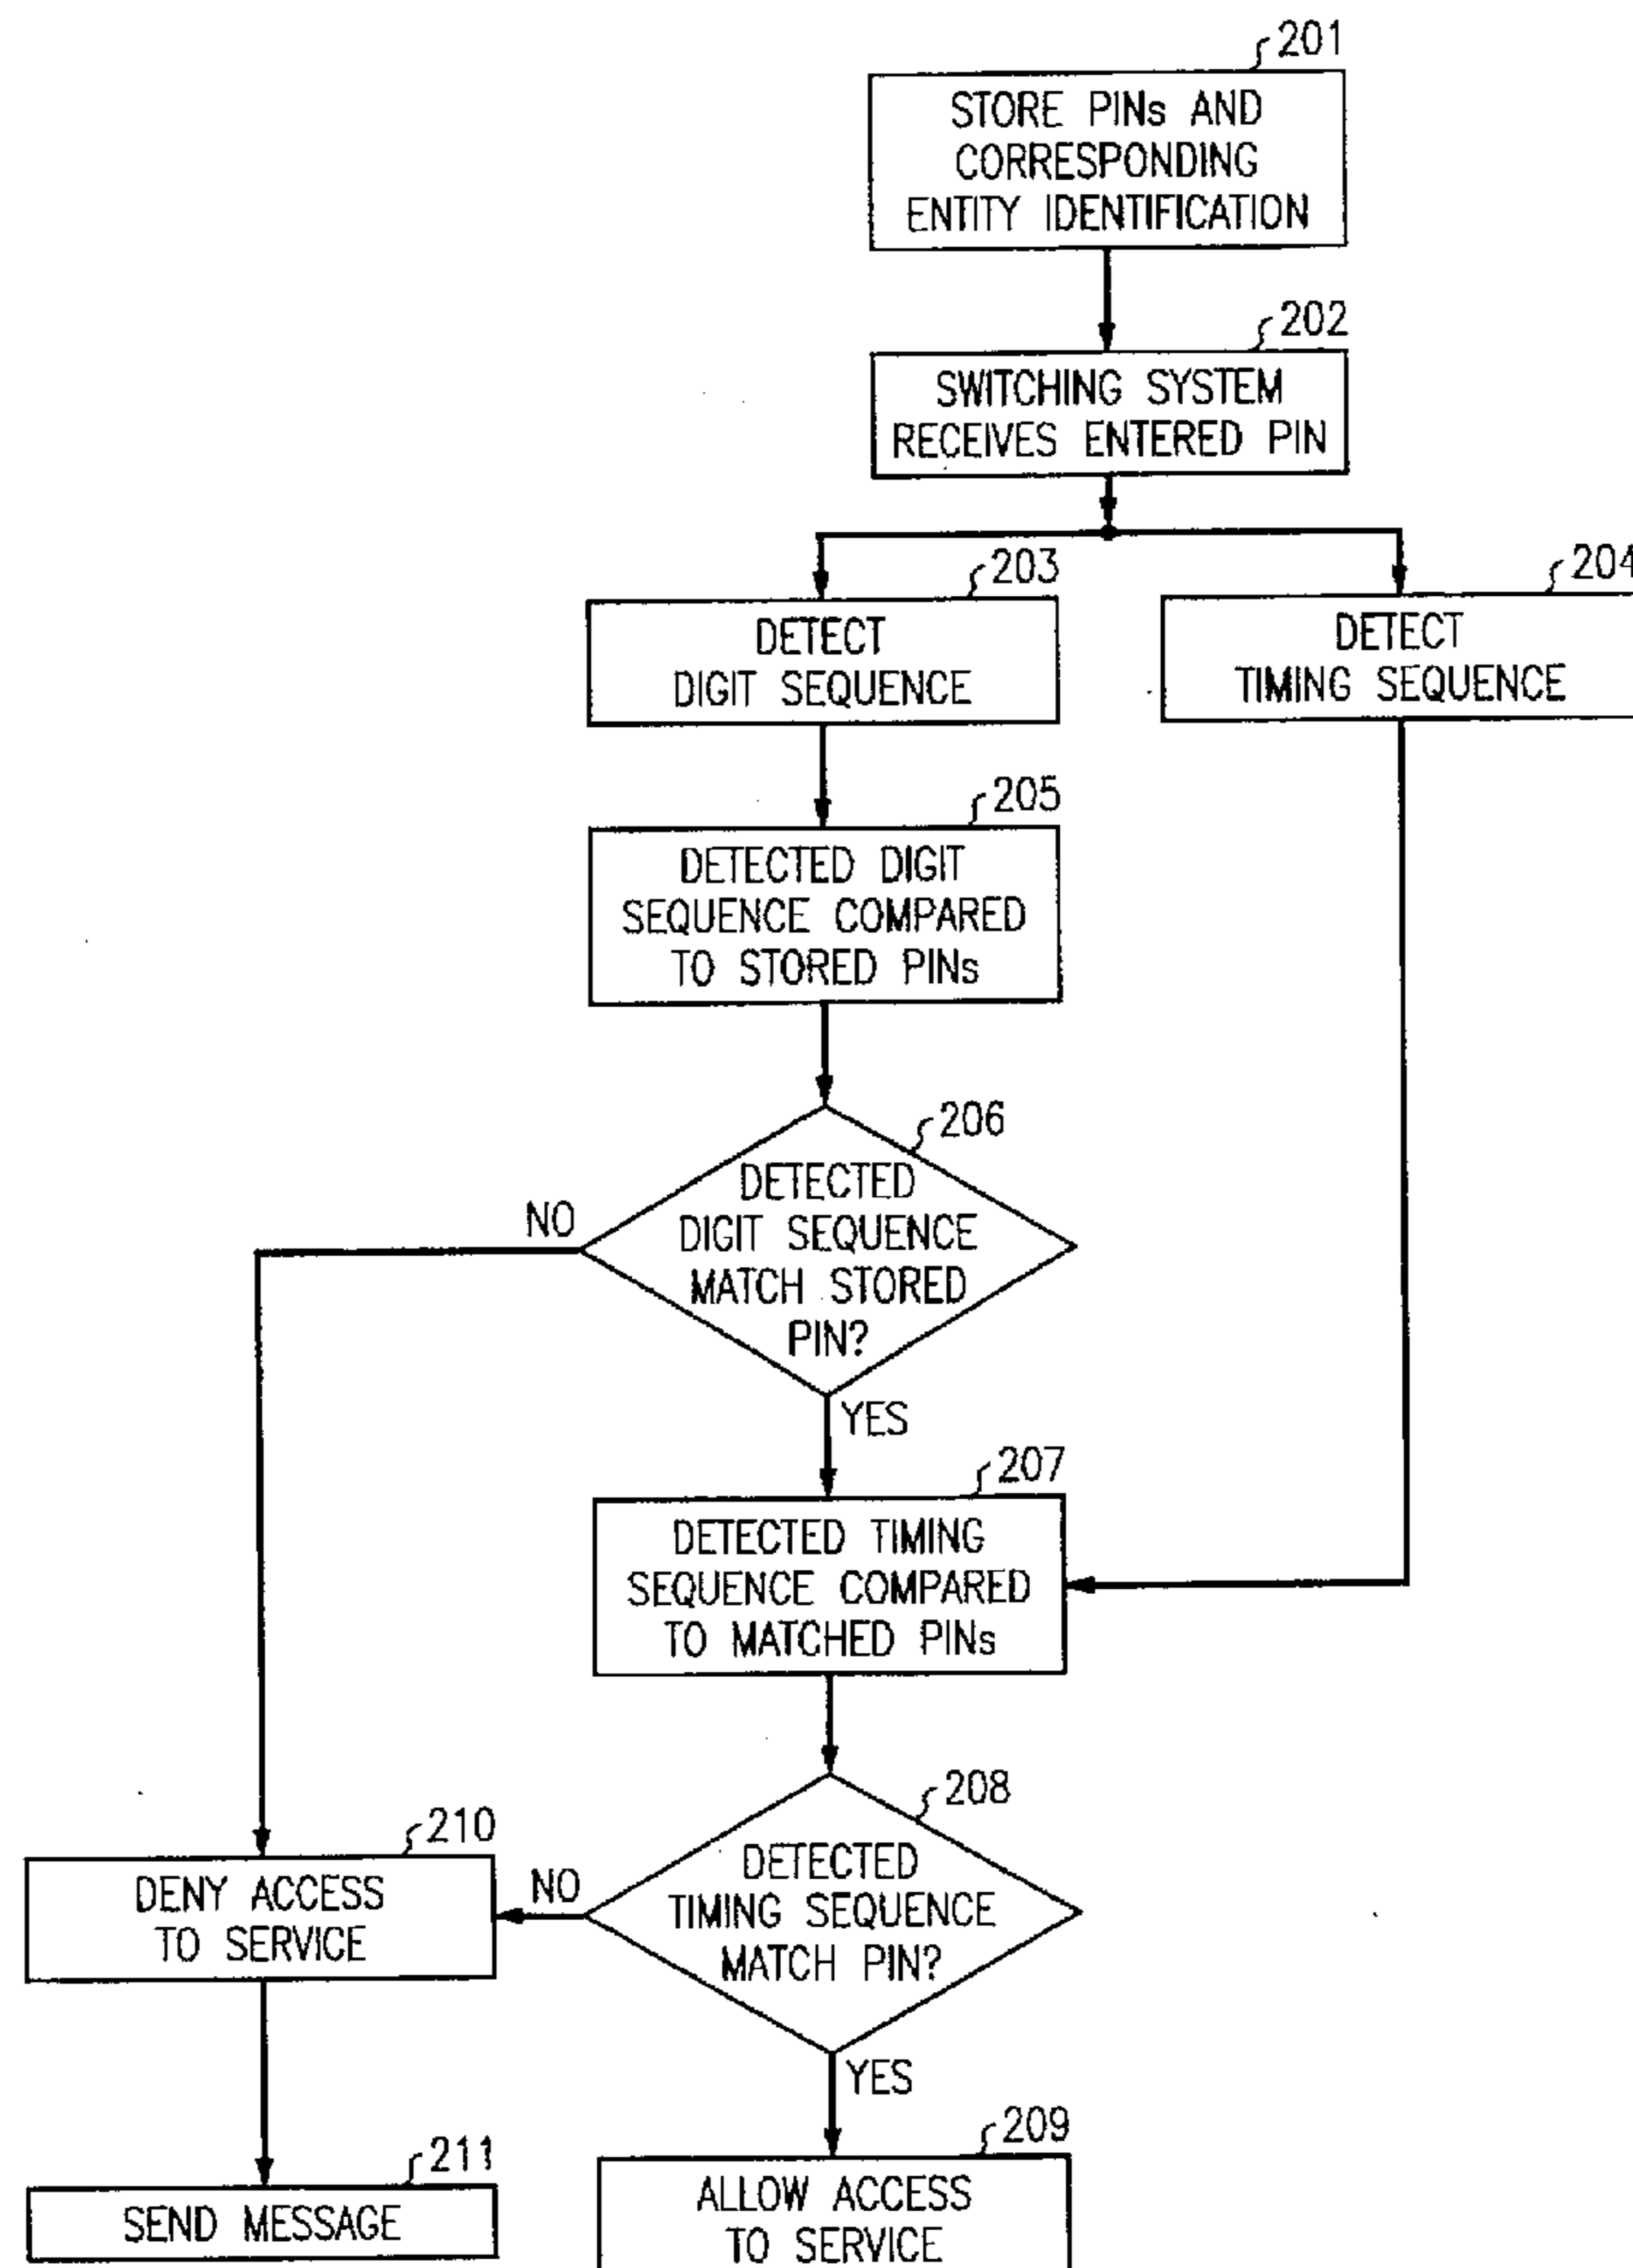 201
STORE PINs AND
CORRESPONDING
ENTITY IDENTIFICATION
202
SWITCHING SYSTEM
RECEIVES ENTERED PIN
203
DETECT
DIGIT SEQUENCE
204
DETECT
TIMING SEQUENCE
205
DETECTED DIGIT
SEQUENCE COMPARED
TO STORED PINs
206
DETECTED
DIGIT SEQUENCE
MATCH STORED
PIN?
NO
YES
207
DETECTED TIMING
SEQUENCE COMPARED
TO MATCHED PINs
208
DETECTED
TIMING SEQUENCE
MATCH PIN?
NO
YES
210
DENY ACCESS
TO SERVICE
209
ALLOW ACCESS
TO SERVICE
211
SEND MESSAGE